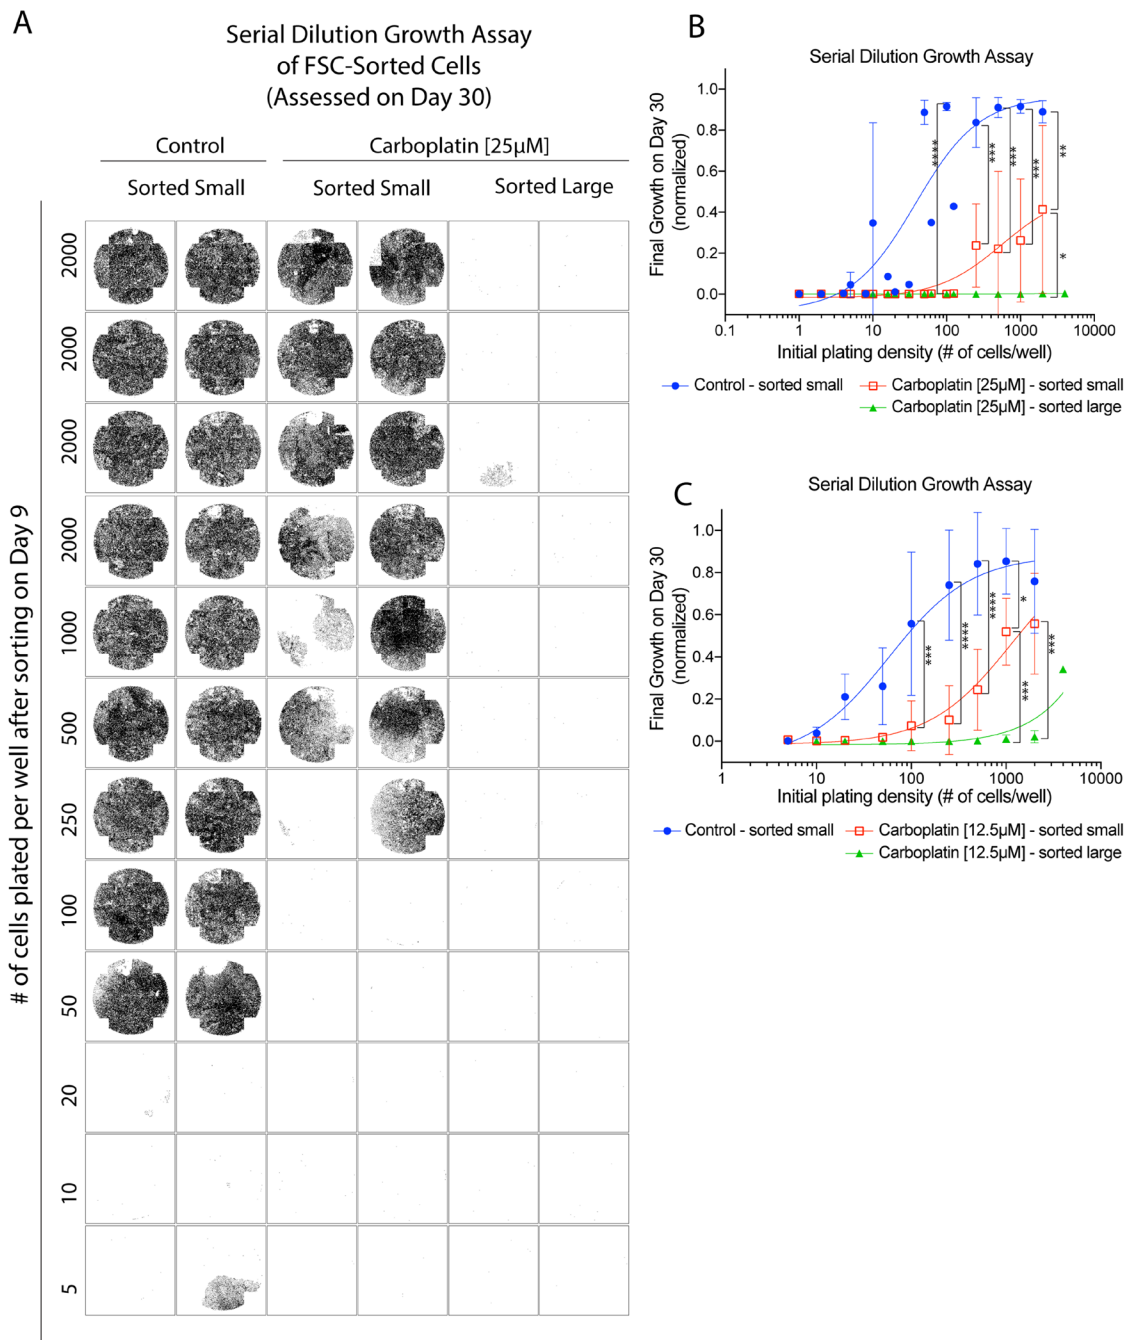 A
Serial Dilution Growth Assay
of FSC-Sorted Cells
(Assessed on Day 30)
Control
Carboplatin [25µM]
Sorted Small
Sorted Small
Sorted Large
# of cells plated per well after sorting on Day 9
2000
2000
2000
2000
1000
500
250
100
50
20
10
5
B
Serial Dilution Growth Assay
Final Growth on Day 30
(normalized)
1.0
0.8
0.6
0.4
0.2
0.0
****
***
***
***
**
*
0.1
1
10
100
1000
10000
Initial plating density (# of cells/well)
Control - sorted small
Carboplatin [25µM] - sorted small
Carboplatin [25µM] - sorted large
C
Serial Dilution Growth Assay
Final Growth on Day 30
(normalized)
1.0
0.8
0.6
0.4
0.2
0.0
***
****
****
*
***
***
1
10
100
1000
10000
Initial plating density (# of cells/well)
Control - sorted small
Carboplatin [12.5µM] - sorted small
Carboplatin [12.5µM] - sorted large